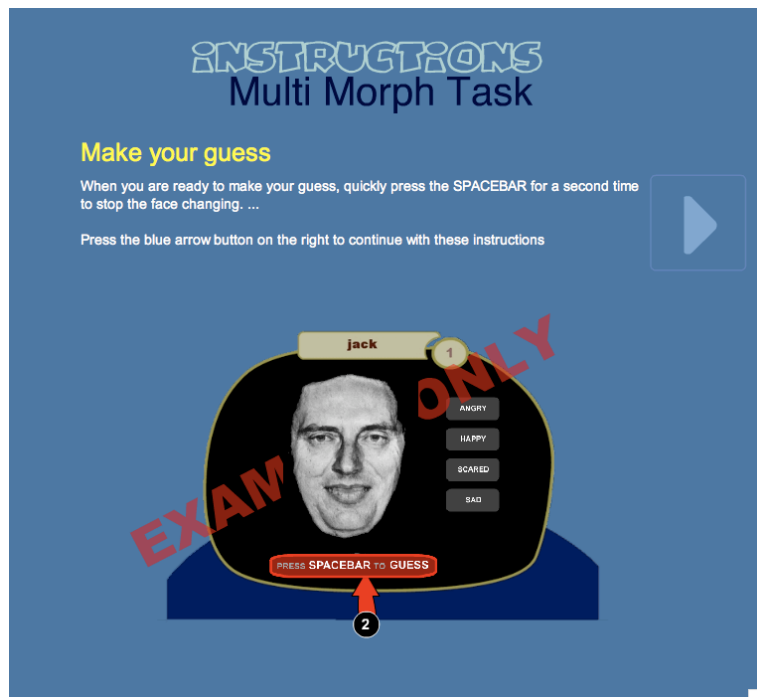 INSTRUCTIONS
Multi Morph Task
Make your guess
When you are ready to make your guess, quickly press the SPACEBAR for a second time
to stop the face changing. ...
Press the blue arrow button on the right to continue with these instructions
jack
1
EXAM ONLY
ANGRY
HAPPY
SCARED
SAD
PRESS SPACEBAR TO GUESS
2